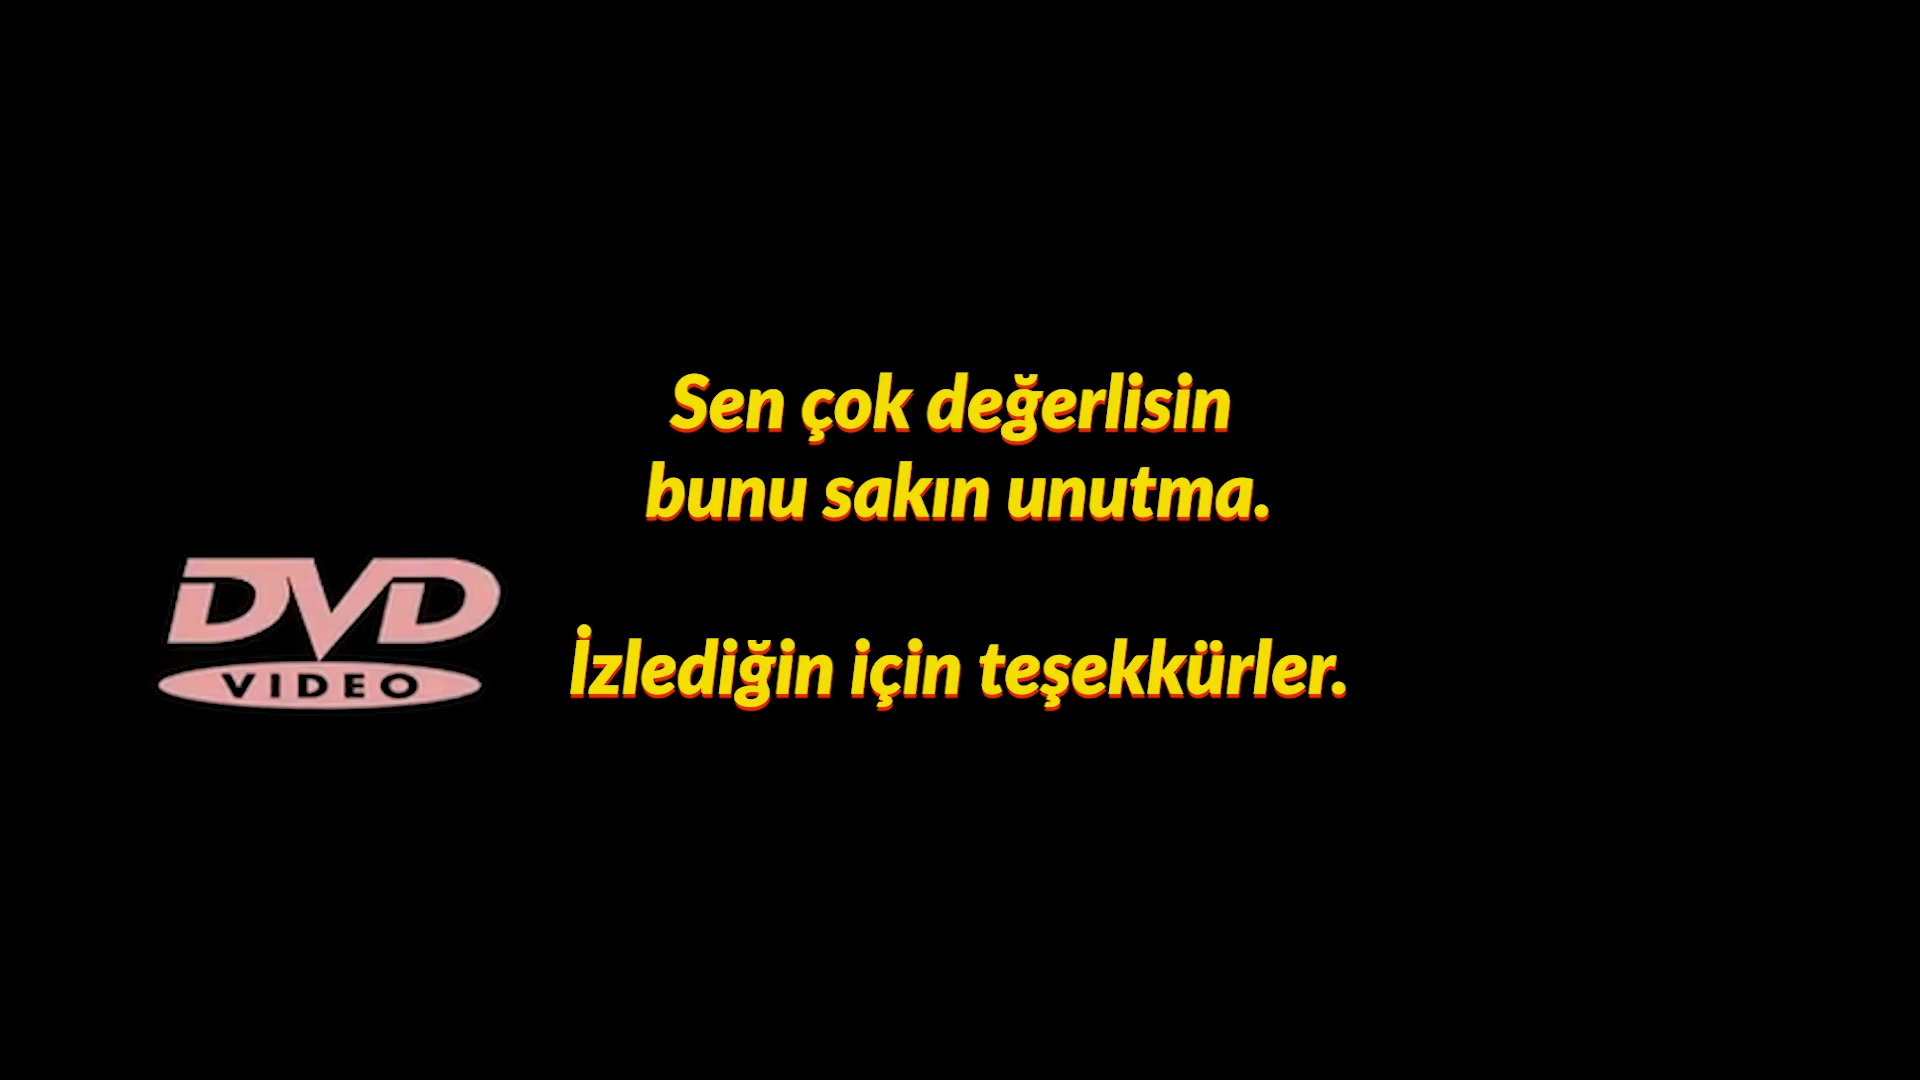 Sen çok değerlisin
bunu sakın unutma.
DVD
VIDEO
İzlediğin için teşekkürler.